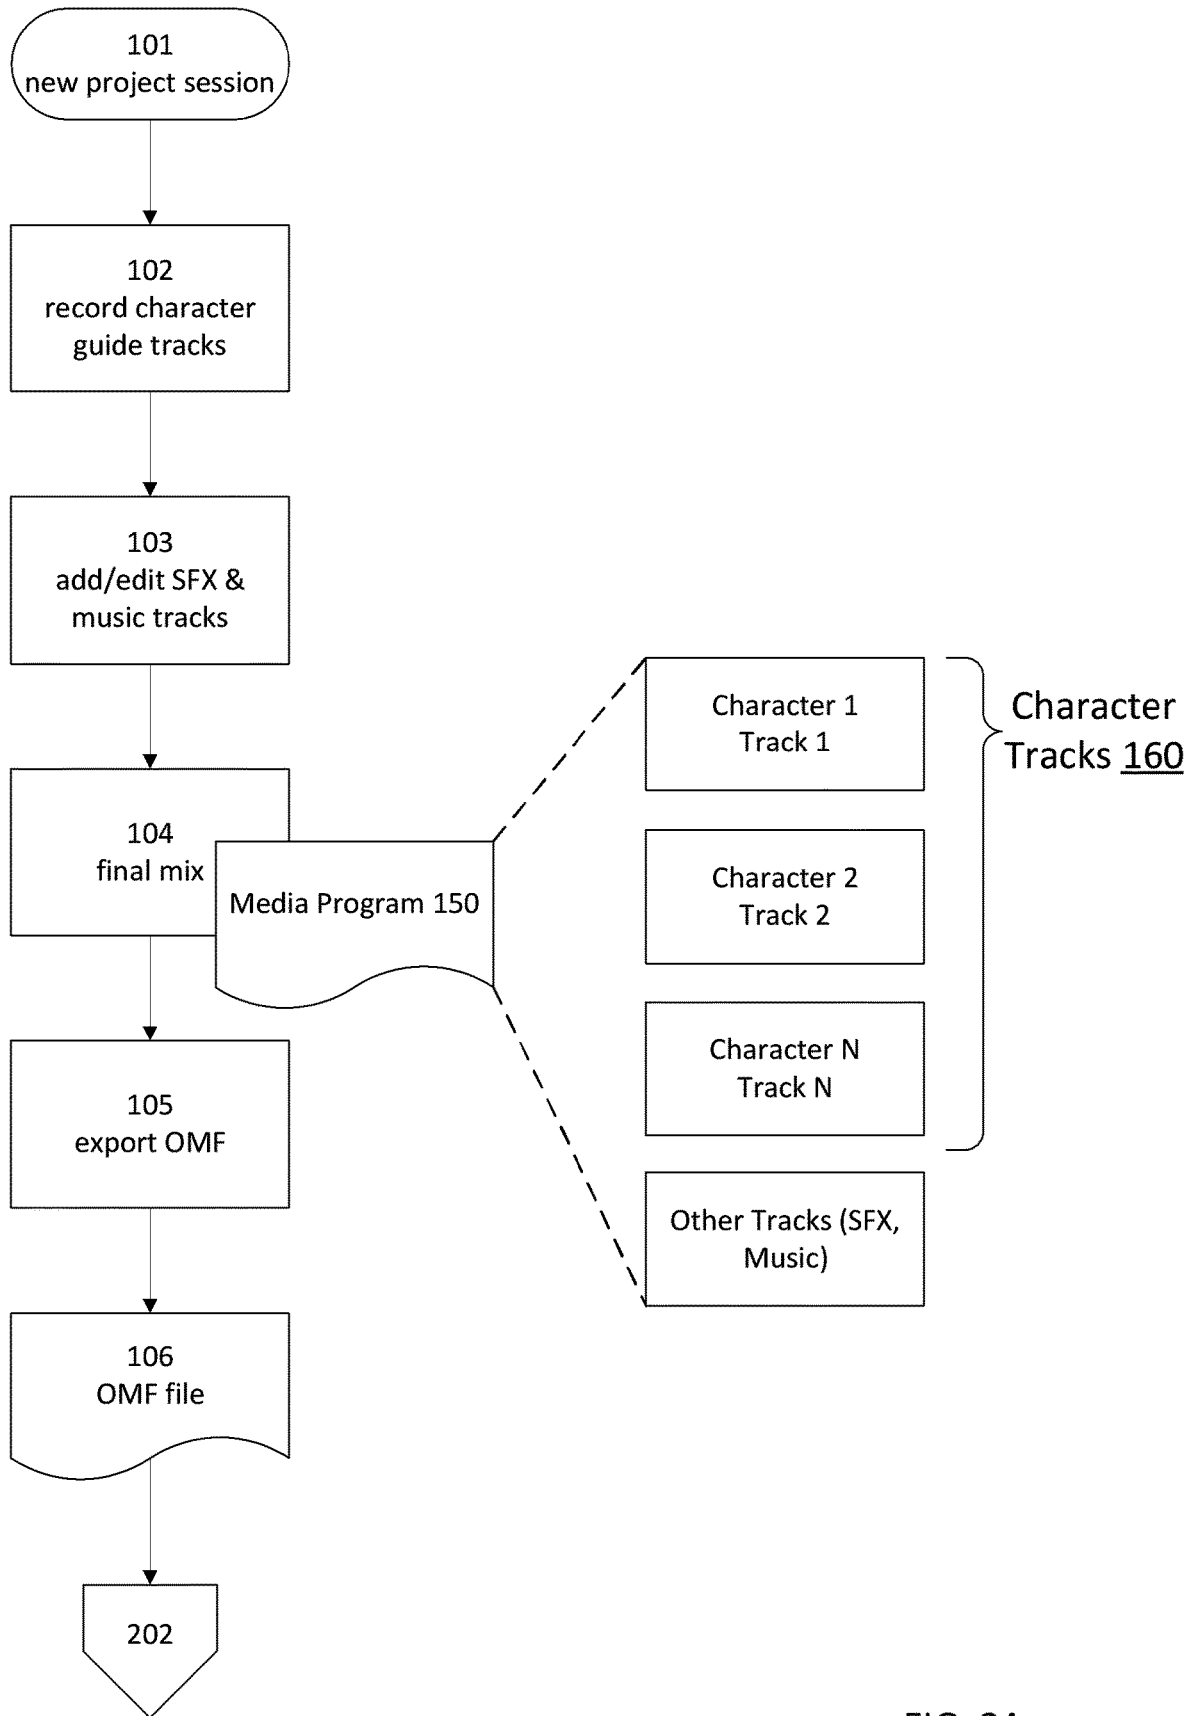 101
new project session
102
record character
guide tracks
103
add/edit SFX &
music tracks
104
final mix
Media Program 150
Character 1
Track 1
Character 2
Track 2
Character N
Track N
Other Tracks (SFX,
Music)
Character
Tracks 160
105
export OMF
106
OMF file
202